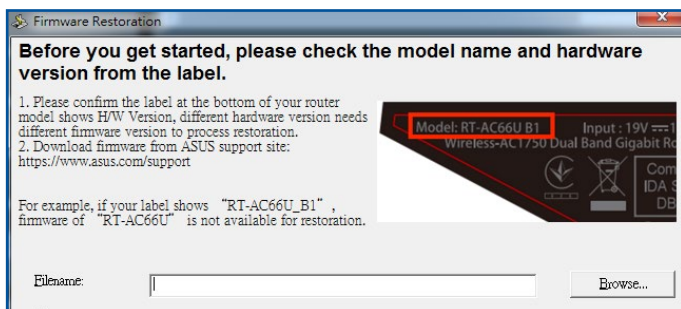 Firmware Restoration
Before you get started, please check the model name and hardware
version from the label.
1. Please confirm the label at the bottom of your router
model shows H/W Version, different hardware version needs
different firmware version to process restoration.
2. Download firmware from ASUS support site:
https://www.asus.com/support
For example, if your label shows “RT-AC66U_B1” ,
firmware of “RT-AC66U” is not available for restoration.
Model: RT-AC66U B1 Input : 19V
Wireless-AC1750 Dual Band Gigabit
IDA
DB
Filename:
Browse...